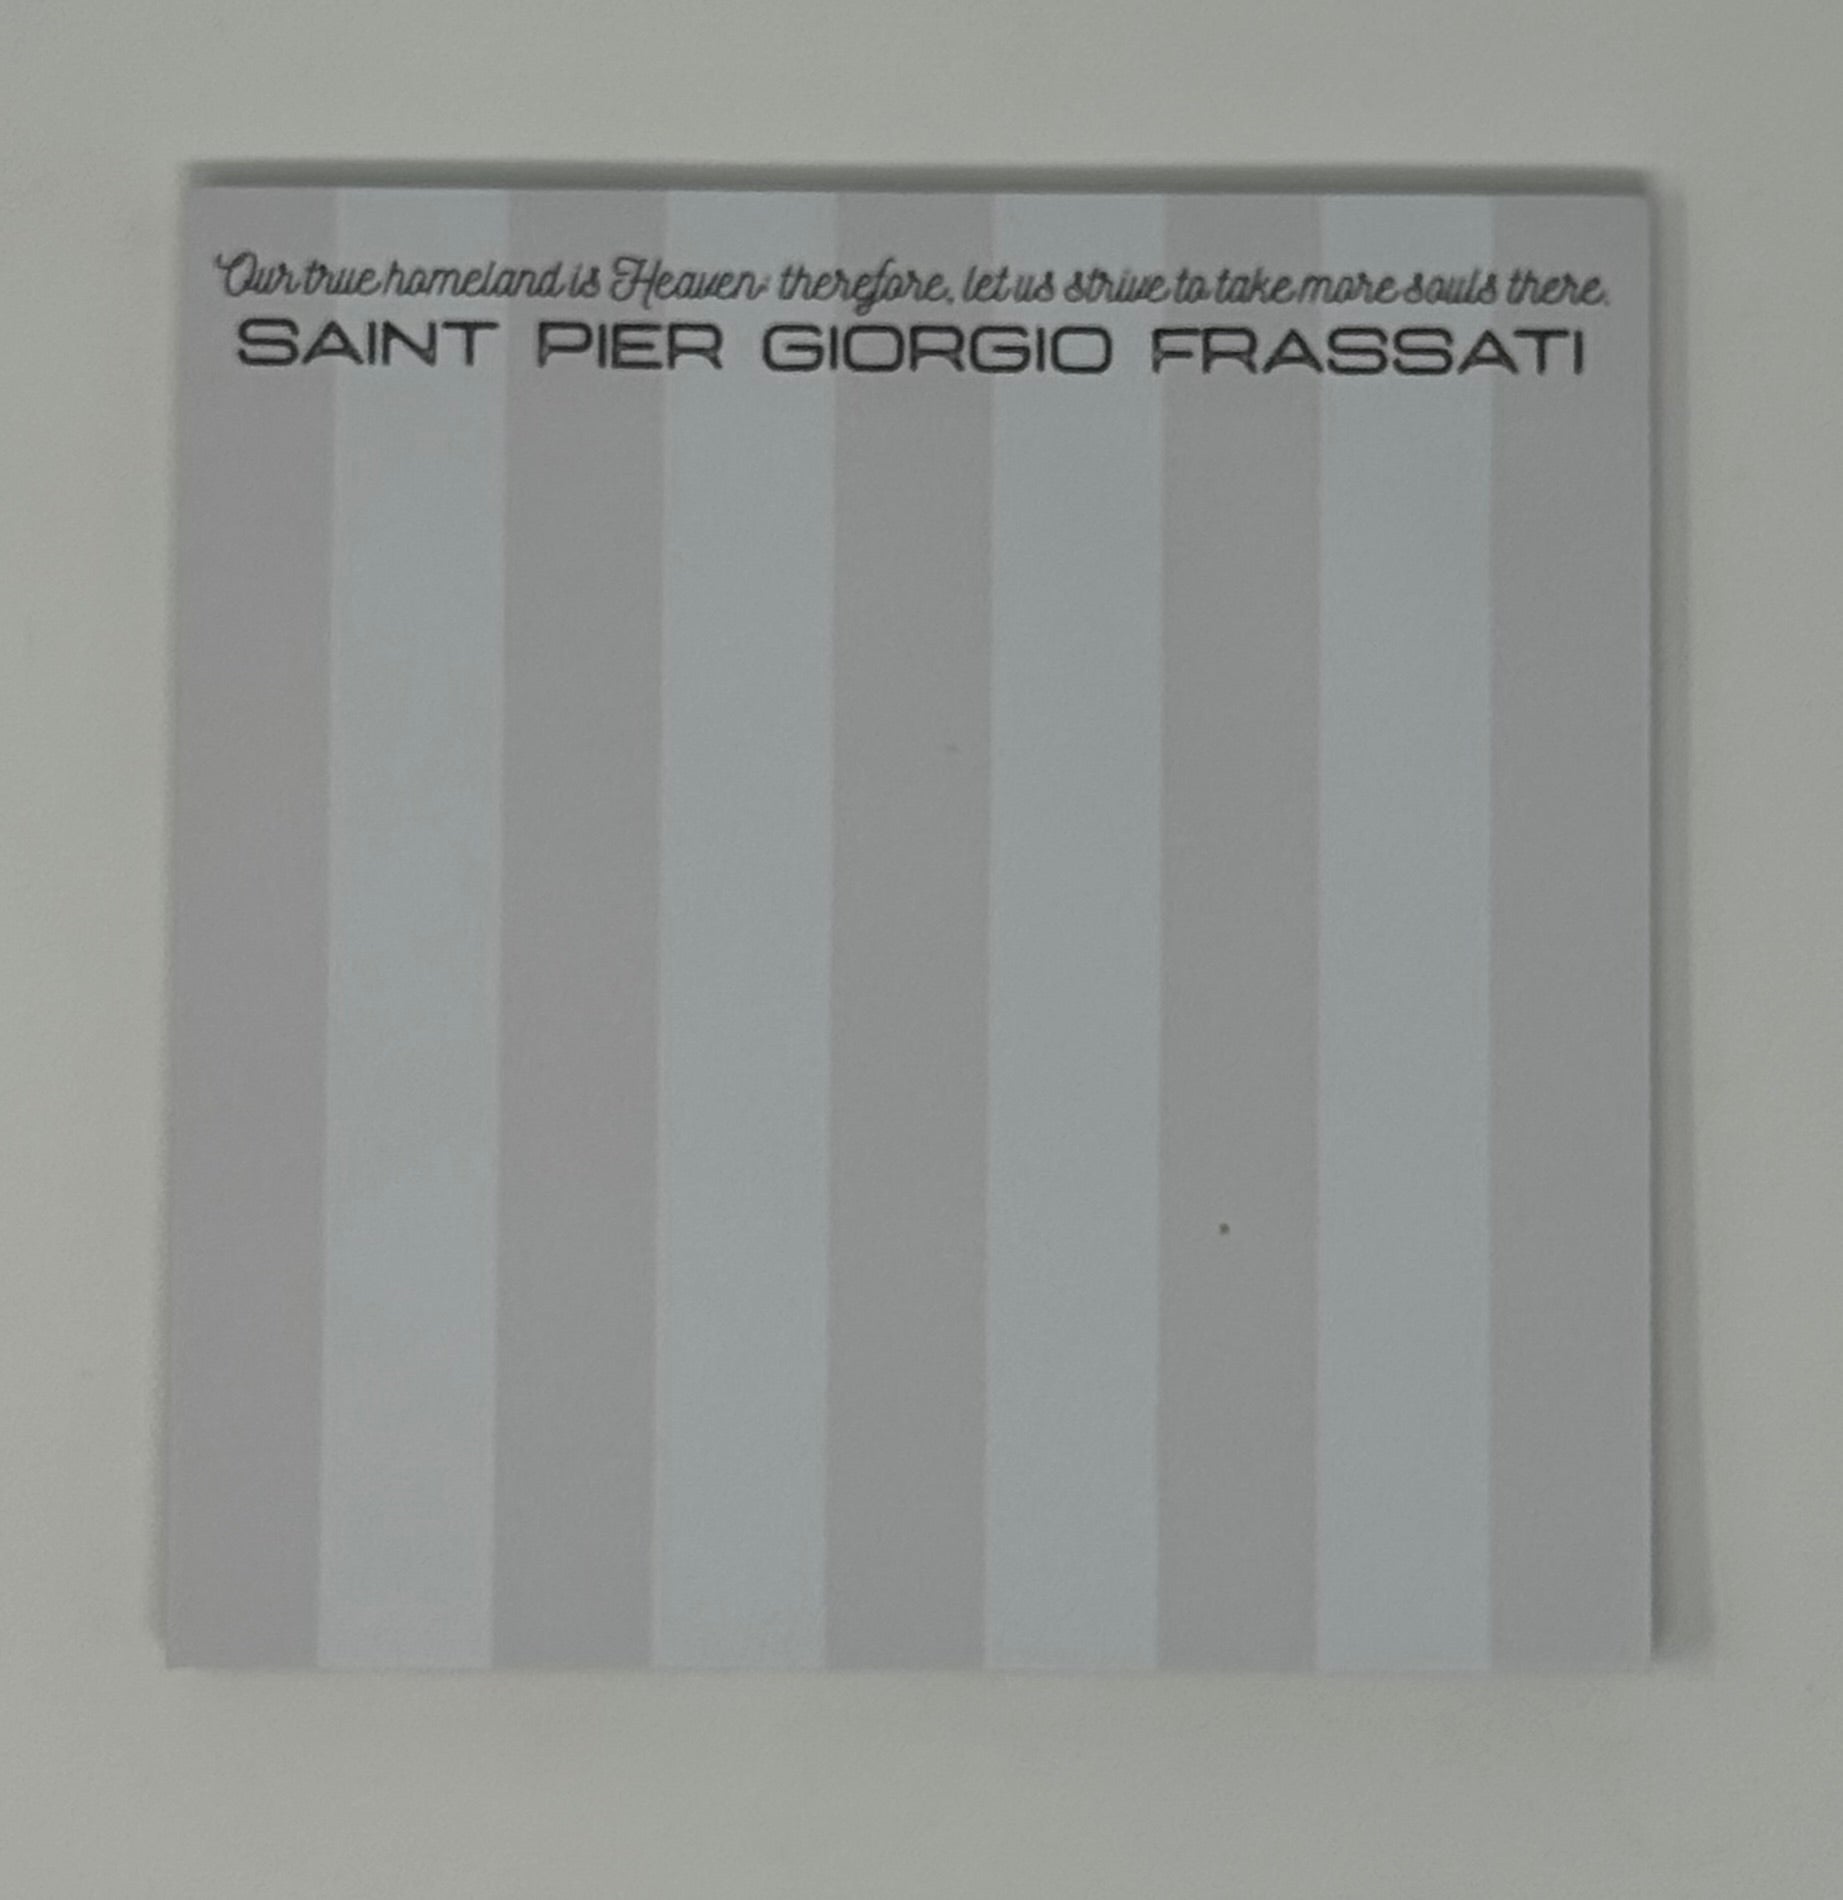 Our true homeland is Heaven; therefore, let us strive to take more souls there.
SAINT PIER GIORGIO FRASSATI